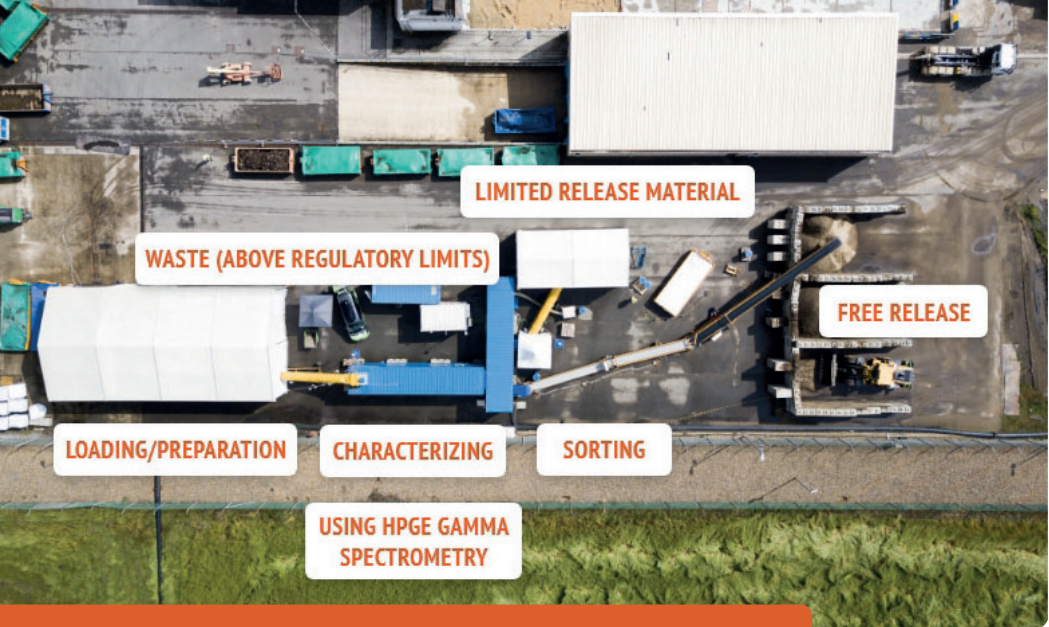 LIMITED RELEASE MATERIAL
WASTE (ABOVE REGULATORY LIMITS)
FREE RELEASE
LOADING/PREPARATION
CHARACTERIZING
SORTING
USING HPGE GAMMA
SPECTROMETRY